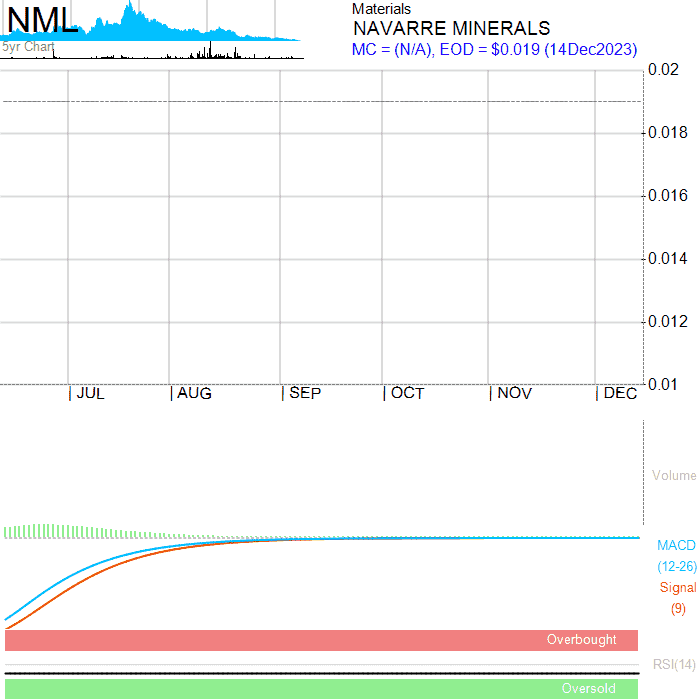 NML
5yr Chart
Materials
NAVARRE MINERALS
MC = (N/A), EOD = $0.019 (14Dec2023)
0.02
0.018
0.016
0.014
0.012
0.01
JUL AUG SEP OCT NOV DEC
Volume
MACD
(12-26)
Signal
(9)
Overbought
RSI(14)
Oversold